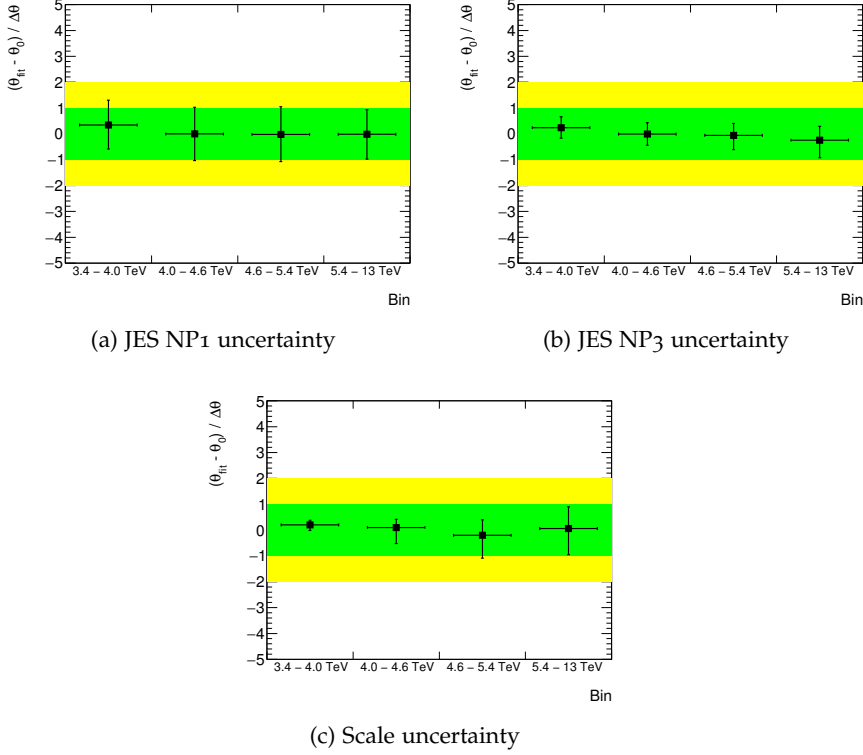 (θfit - θ0) / Δθ
5
4
3
2
1
0
−1
−2
−3
−4
−5
3.4 − 4.0 TeV 4.0 − 4.6 TeV 4.6 − 5.4 TeV 5.4 − 13 TeV
Bin
(a) JES NP1 uncertainty
(θfit - θ0) / Δθ
5
4
3
2
1
0
−1
−2
−3
−4
−5
3.4 − 4.0 TeV 4.0 − 4.6 TeV 4.6 − 5.4 TeV 5.4 − 13 TeV
Bin
(b) JES NP3 uncertainty
(θfit - θ0) / Δθ
5
4
3
2
1
0
−1
−2
−3
−4
−5
3.4 − 4.0 TeV 4.0 − 4.6 TeV 4.6 − 5.4 TeV 5.4 − 13 TeV
Bin
(c) Scale uncertainty